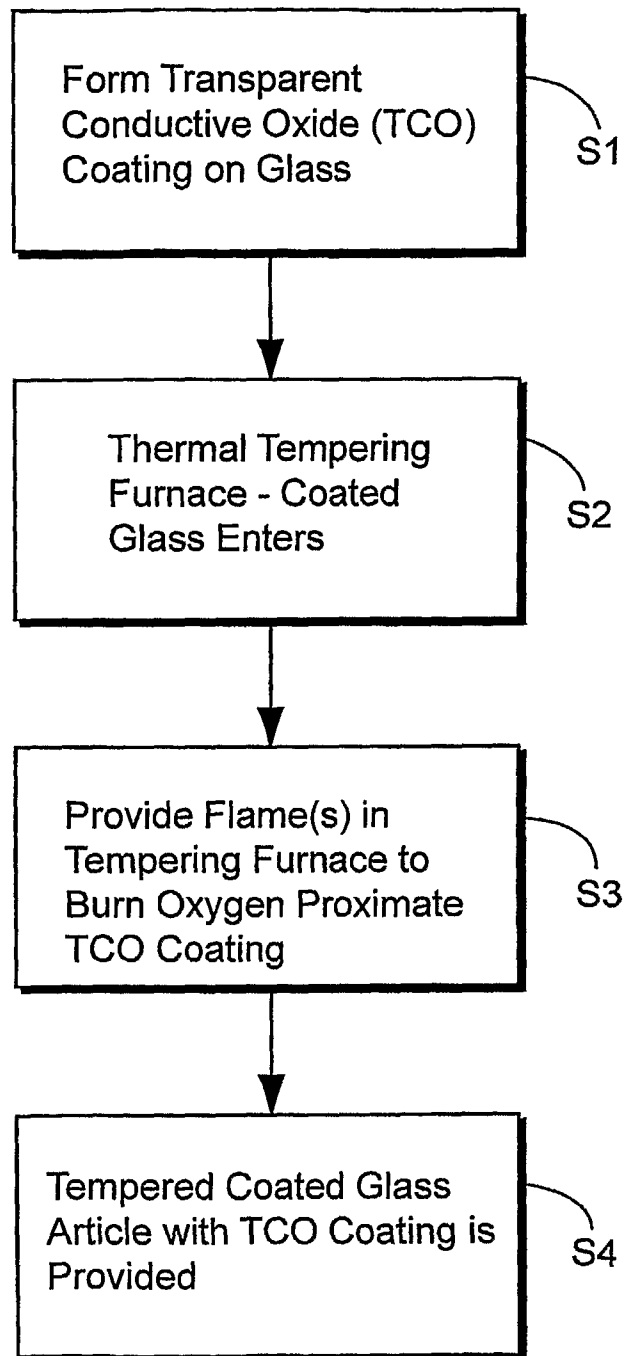 Form Transparent
Conductive Oxide (TCO)
Coating on Glass
S1
Thermal Tempering
Furnace - Coated
Glass Enters
S2
Provide Flame(s) in
Tempering Furnace to
Burn Oxygen Proximate
TCO Coating
S3
Tempered Coated Glass
Article with TCO Coating is
Provided
S4